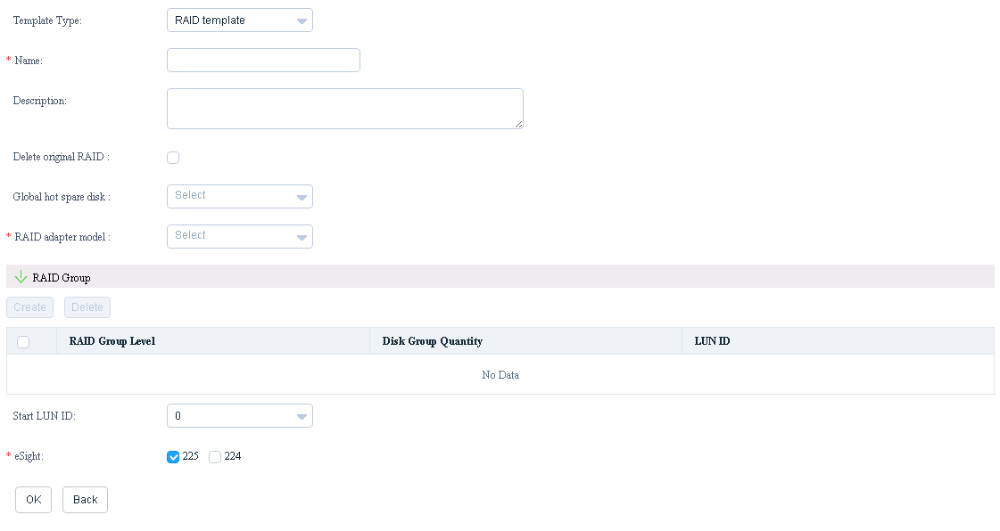 Template Type: RAID template
* Name:
Description:
Delete original RAID :
Global hot spare disk : Select
* RAID adapter model : Select
RAID Group
Create Delete
RAID Group Level Disk Group Quantity LUN ID
No Data
Start LUN ID: 0
* eSight: 225 224
OK Back